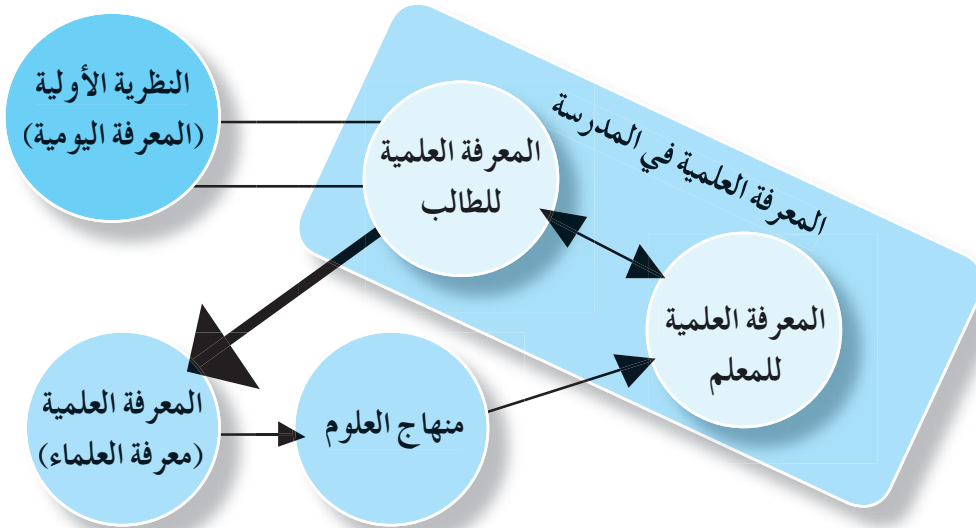 النظرية الأولية
(المعرفة اليومية)
المعرفة العلمية في المدرسة
المعرفة العلمية
للطالب
المعرفة العلمية
للمعلم
منهاج العلوم
المعرفة العلمية
(معرفة العلماء)